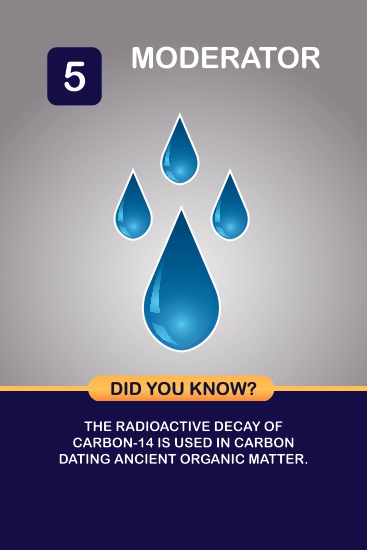 MODERATOR
5
DID YOU KNOW?
THE RADIOACTIVE DECAY OF
CARBON-14 IS USED IN CARBON
DATING ANCIENT ORGANIC MATTER.